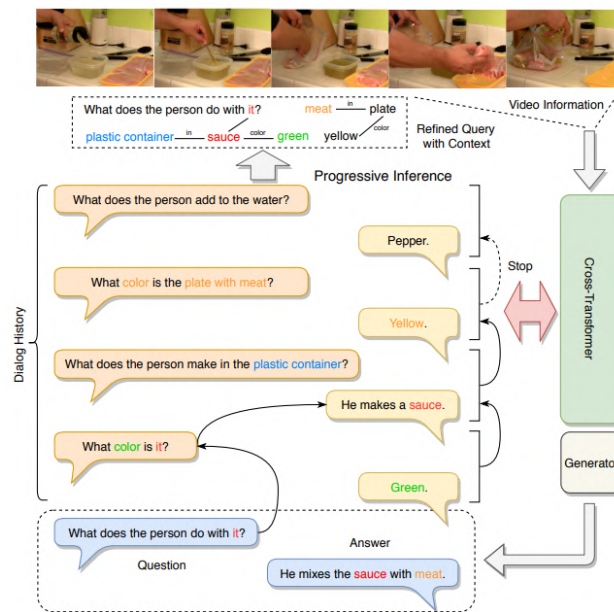 What does the person do with it?
meat in plate
plastic container in sauce color green
yellow color
Refined Query
with Context
Video Information
Progressive Inference
What does the person add to the water?
Pepper.
What color is the plate with meat?
Stop
Yellow.
What does the person make in the plastic container?
He makes a sauce.
What color is it?
Green.
Dialog History
Cross-Transformer
Generator
What does the person do with it?
Question
Answer
He mixes the sauce with meat.